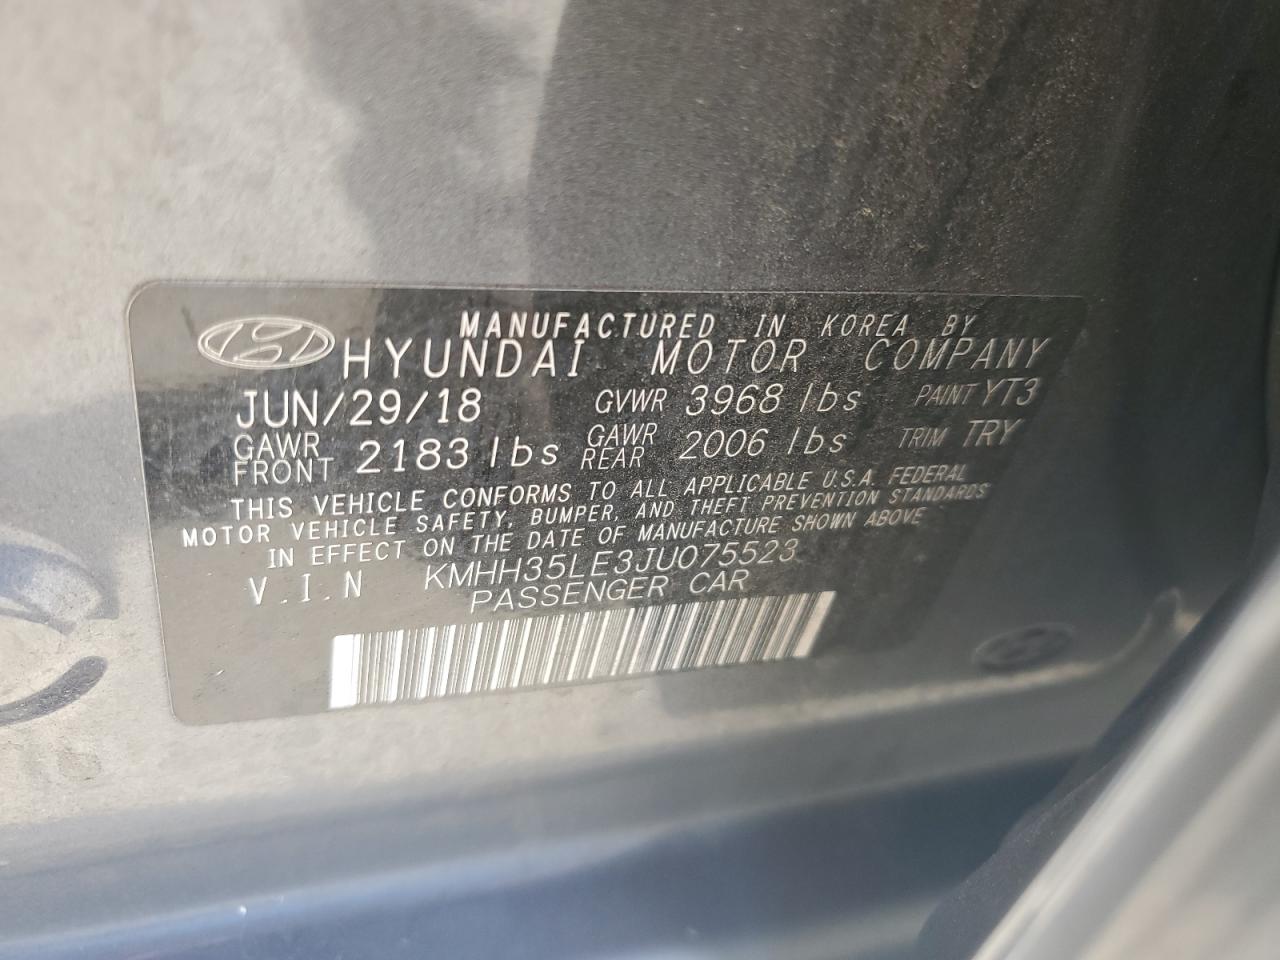 MANUFACTURED IN KOREA BY
HYUNDAI MOTOR COMPANY
JUN/29/18 GVWR 3968 lbs PAINT YT3
GAWR FRONT 2183 lbs GAWR REAR 2006 lbs TRIM TRY
THIS VEHICLE CONFORMS TO ALL APPLICABLE U.S.A. FEDERAL
MOTOR VEHICLE SAFETY, BUMPER, AND THEFT PREVENTION STANDARDS
IN EFFECT ON THE DATE OF MANUFACTURE SHOWN ABOVE
V.I.N KMHH35LE3JU075523
PASSENGER CAR